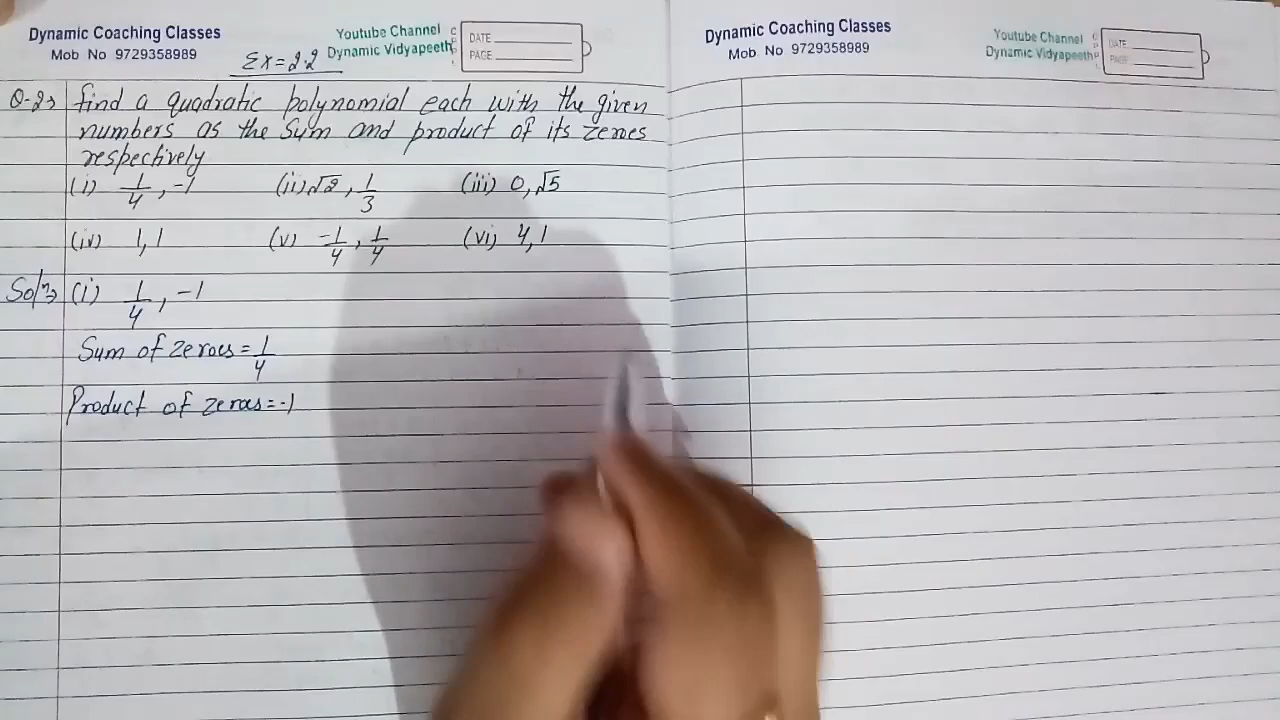 Dynamic Coaching Classes
Mob No 9729358989
Youtube Channel
Dynamic Vidyapeeth
DATE
PAGE
Ex=2.2
Q-2⇒ find a quadratic polynomial each with the given
numbers as the sum and product of its zeroes
respectively
(i) 1/4, -1 (ii) √2, 1/3 (iii) 0, √5
(iv) 1, 1 (v) -1/4, 1/4 (vi) 4, 1
Sol⇒ (i) 1/4, -1
Sum of zeroes = 1/4
Product of zeroes = -1
Dynamic Coaching Classes
Mob No 9729358989
Youtube Channel
Dynamic Vidyapeeth
DATE
PAGE